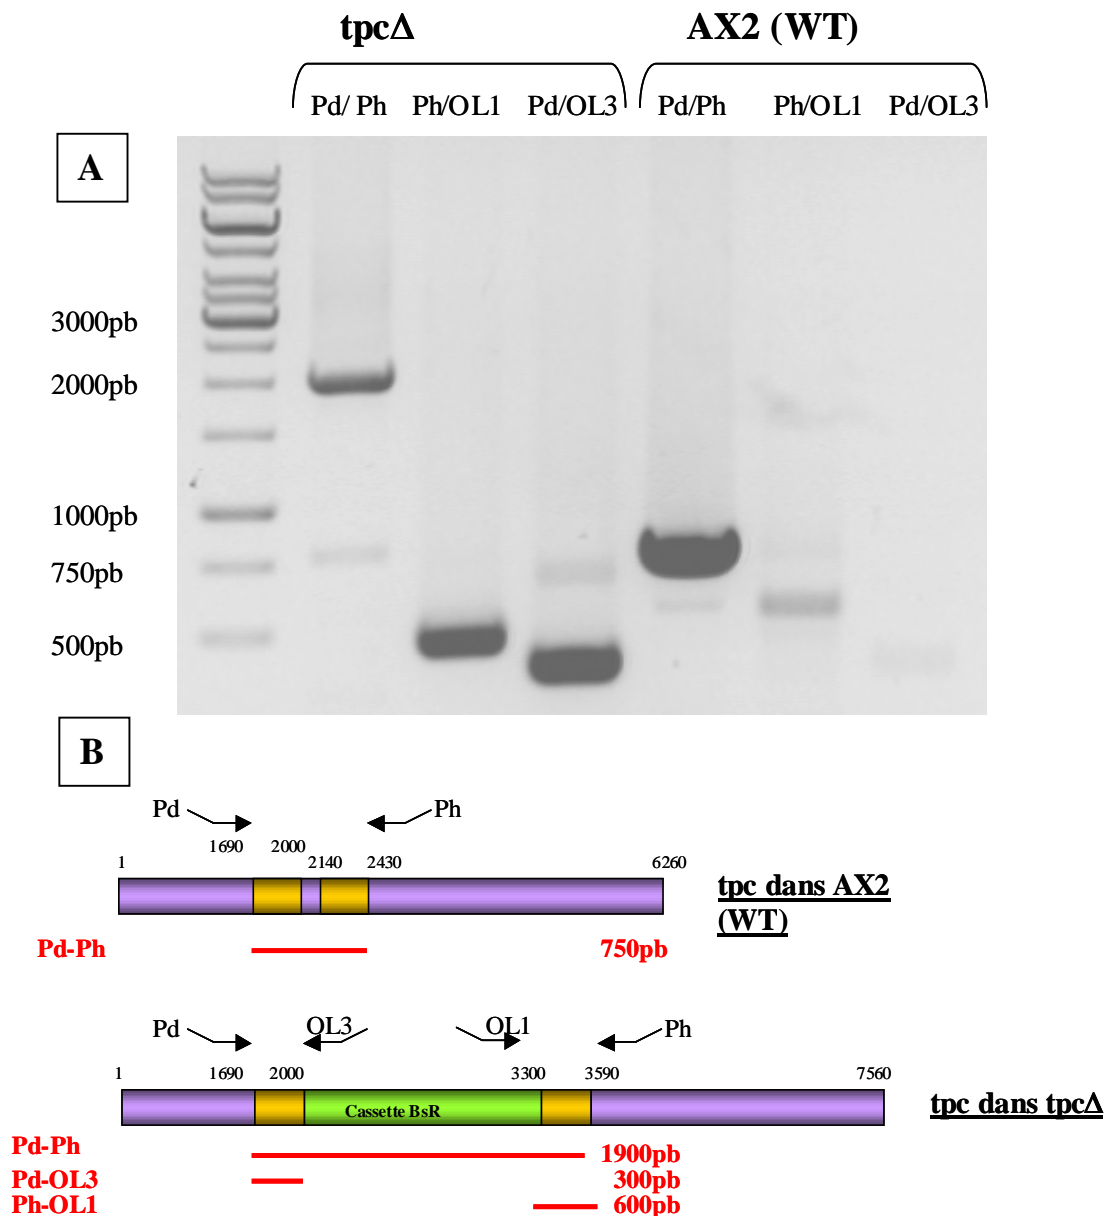 tpcΔ AX2 (WT)
Pd/ Ph Ph/OL1 Pd/OL3 Pd/Ph Ph/OL1 Pd/OL3
A
3000pb
2000pb
1000pb
750pb
500pb
B
Pd Ph
1690 2000
1 2140 2430 6260
tpc dans AX2
(WT)
Pd-Ph 750pb
Pd OL3 OL1 Ph
1 1690 2000 3300 3590 7560
Cassette BsR
tpc dans tpcΔ
Pd-Ph 1900pb
Pd-OL3 300pb
Ph-OL1 600pb